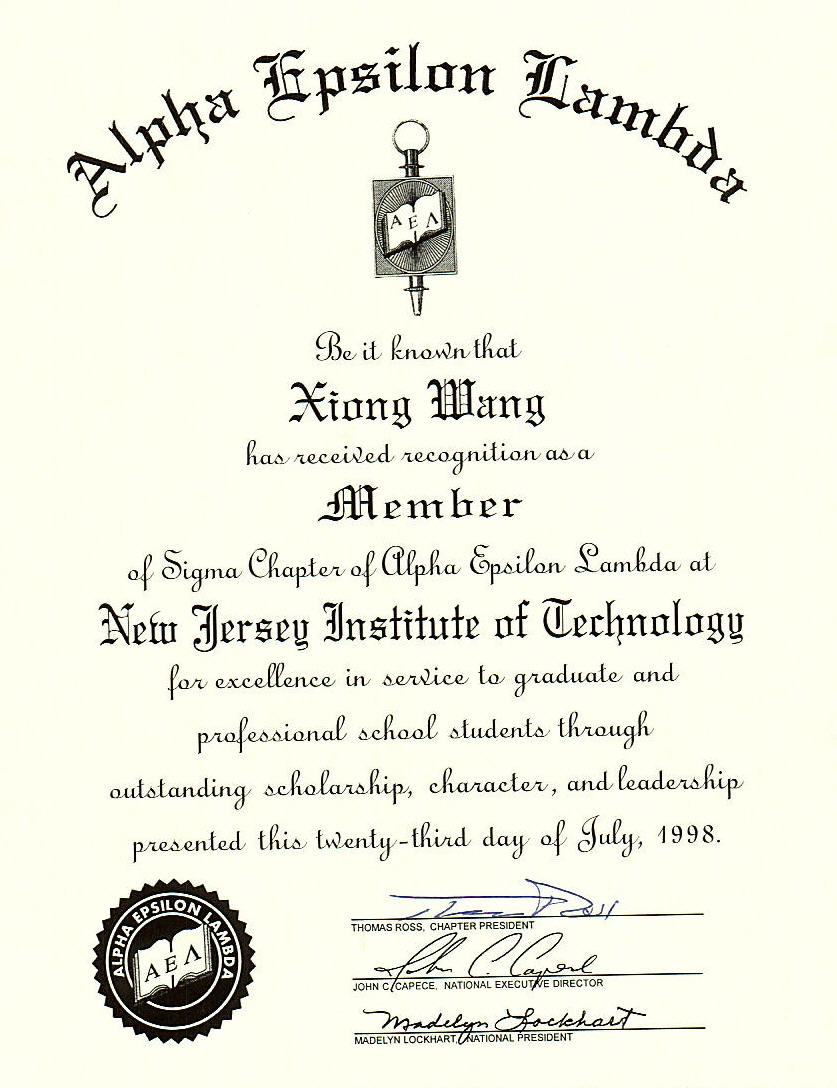 Alpha Epsilon Lambda
Α Ε Λ
Be it known that
Xiong Wang
has received recognition as a
Member
of Sigma Chapter of Alpha Epsilon Lambda at
New Jersey Institute of Technology
for excellence in service to graduate and
professional school students through
outstanding scholarship, character, and leadership
presented this twenty-third day of July, 1998.
ALPHA EPSILON LAMBDA
Α Ε Λ
Thomas Ross
THOMAS ROSS, CHAPTER PRESIDENT
John C. Capece
JOHN C. CAPECE, NATIONAL EXECUTIVE DIRECTOR
Madelyn Lockhart
MADELYN LOCKHART, NATIONAL PRESIDENT